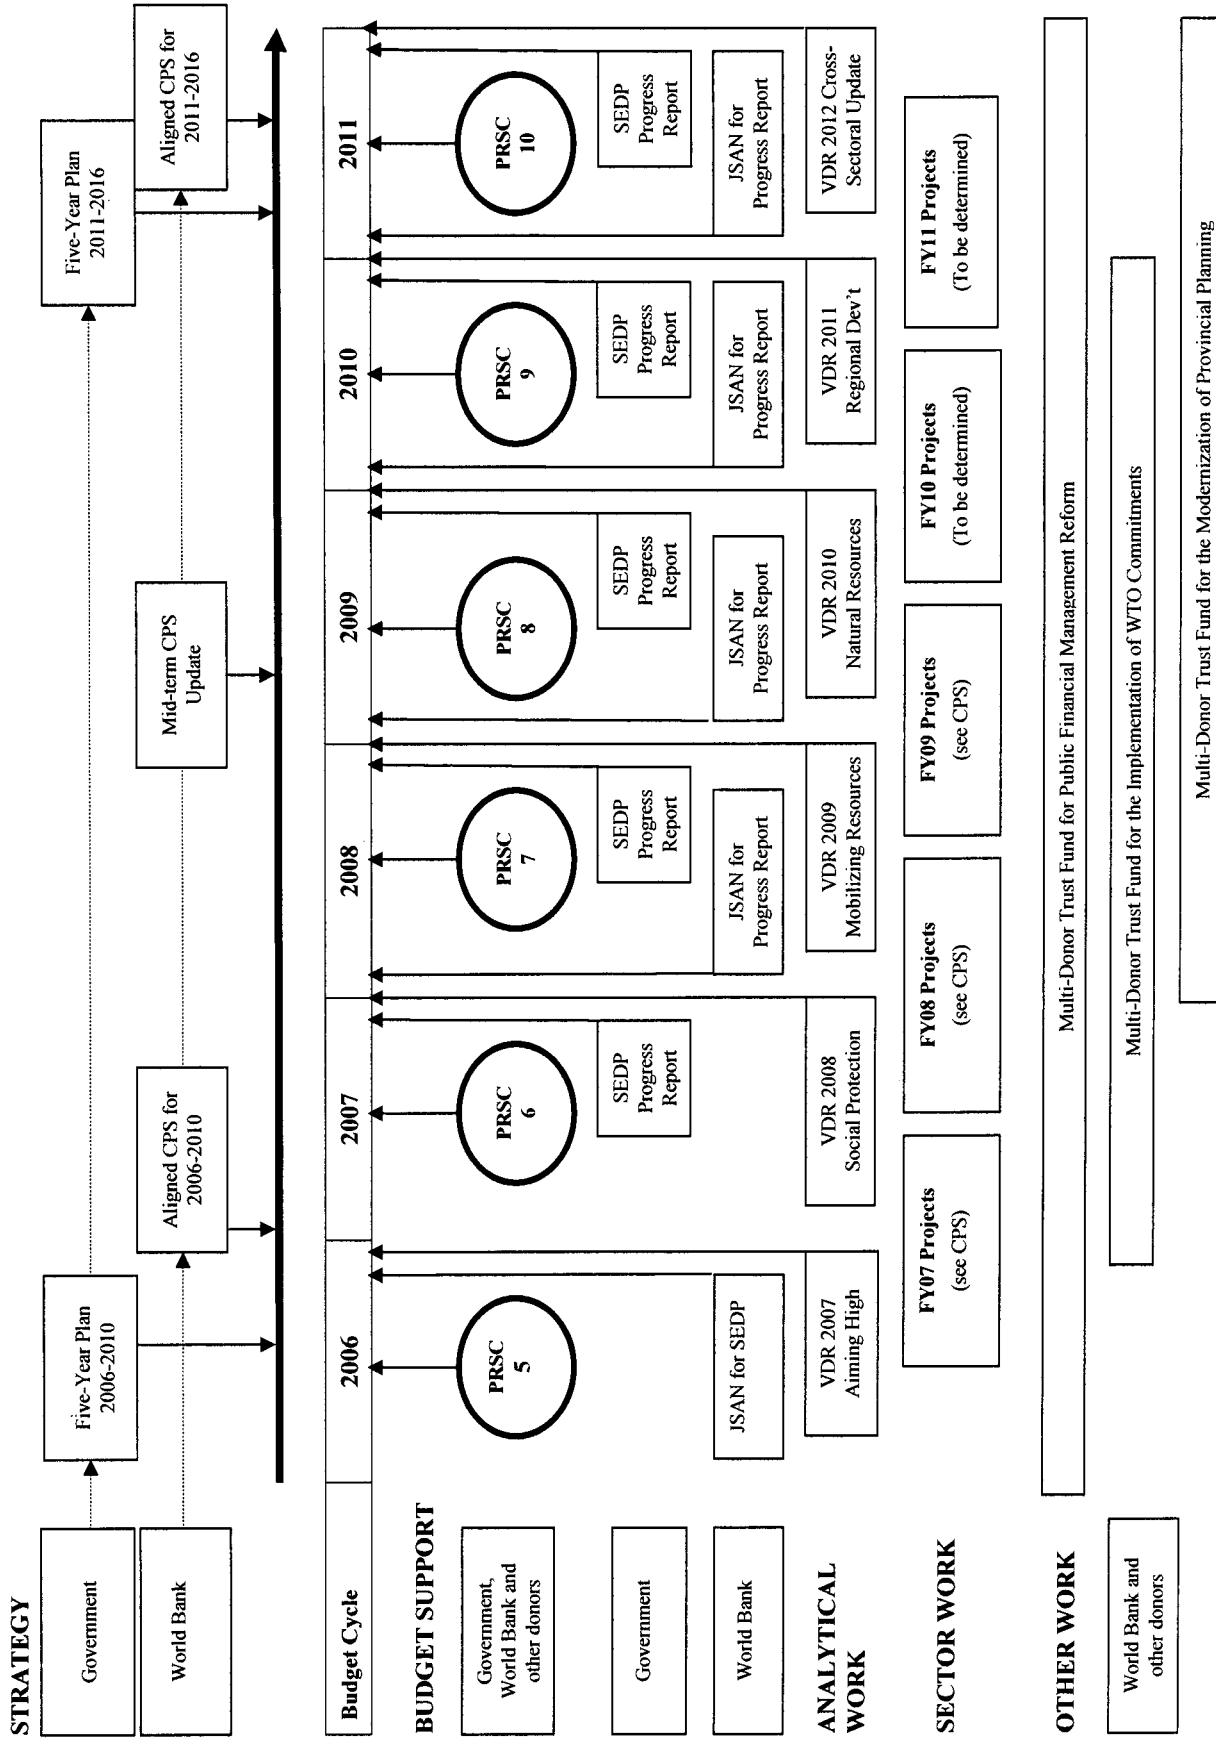 STRATEGY
Government
Five-Year Plan
2006-2010
Five-Year Plan
2011-2016
World Bank
Aligned CPS for
2006-2010
Mid-term CPS
Update
Aligned CPS for
2011-2016
Budget Cycle
2006
2007
2008
2009
2010
2011
BUDGET SUPPORT
Government,
World Bank and
other donors
PRSC
5
PRSC
6
PRSC
7
PRSC
8
PRSC
9
PRSC
10
Government
SEDP
Progress
Report
SEDP
Progress
Report
SEDP
Progress
Report
SEDP
Progress
Report
SEDP
Progress
Report
World Bank
JSAN for SEDP
JSAN for
Progress Report
JSAN for
Progress Report
JSAN for
Progress Report
JSAN for
Progress Report
ANALYTICAL
WORK
VDR 2007
Aiming High
VDR 2008
Social Protection
VDR 2009
Mobilizing Resources
VDR 2010
Natural Resources
VDR 2011
Regional Dev't
VDR 2012 Cross-
Sectoral Update
SECTOR WORK
FY07 Projects
(see CPS)
FY08 Projects
(see CPS)
FY09 Projects
(see CPS)
FY10 Projects
(To be determined)
FY11 Projects
(To be determined)
OTHER WORK
World Bank and
other donors
Multi-Donor Trust Fund for Public Financial Management Reform
Multi-Donor Trust Fund for the Implementation of WTO Commitments
Multi-Donor Trust Fund for the Modernization of Provincial Planning